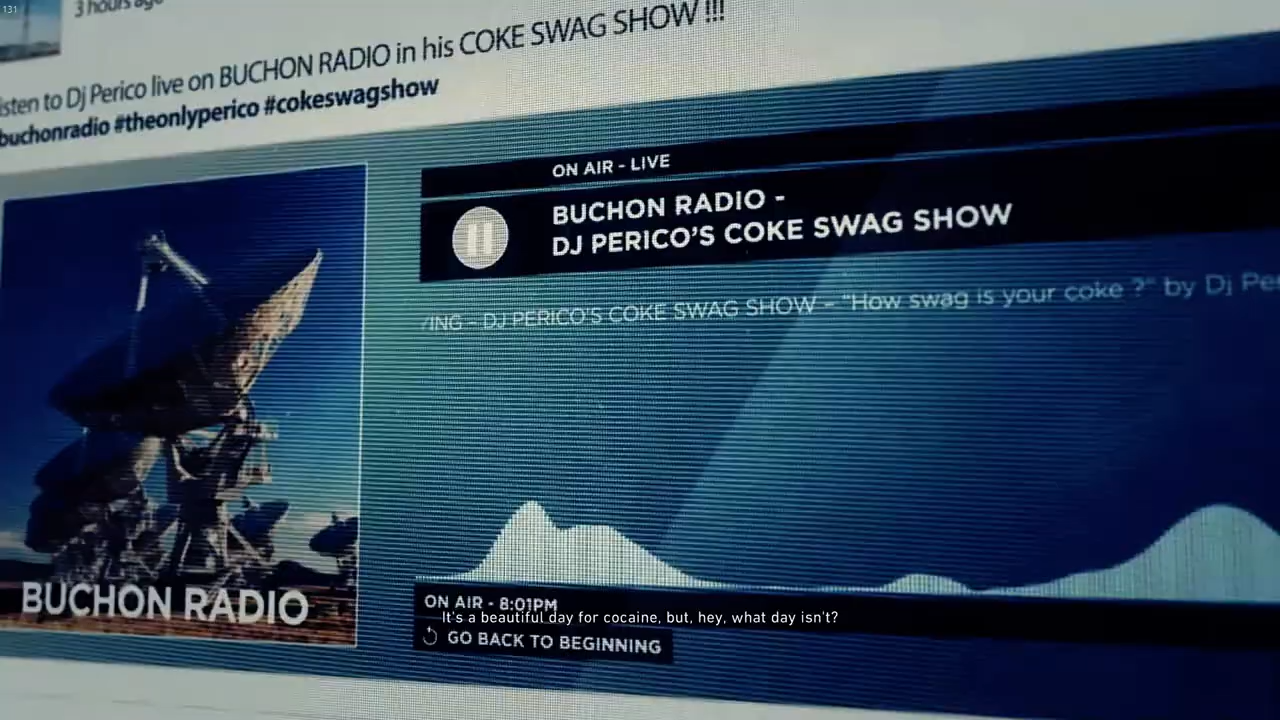 131
3 hours ago
isten to Dj Perico live on BUCHON RADIO in his COKE SWAG SHOW !!!
buchonradio #theonlyperico #cokeswagshow
ON AIR - LIVE
BUCHON RADIO -
DJ PERICO'S COKE SWAG SHOW
YING - DJ PERICO'S COKE SWAG SHOW - "How swag is your coke ?" by Dj Pe
BUCHON RADIO
ON AIR - 8:01PM
It's a beautiful day for cocaine, but, hey, what day isn't?
GO BACK TO BEGINNING